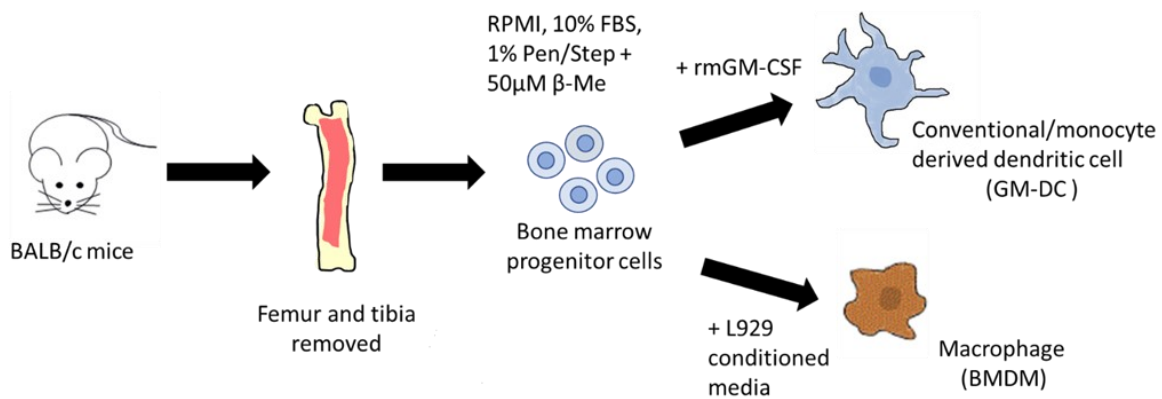 RPMI, 10% FBS,
1% Pen/Step +
50µM β-Me
+ rmGM-CSF
Conventional/monocyte
derived dendritic cell
(GM-DC )
BALB/c mice
Femur and tibia
removed
Bone marrow
progenitor cells
+ L929
conditioned
media
Macrophage
(BMDM)